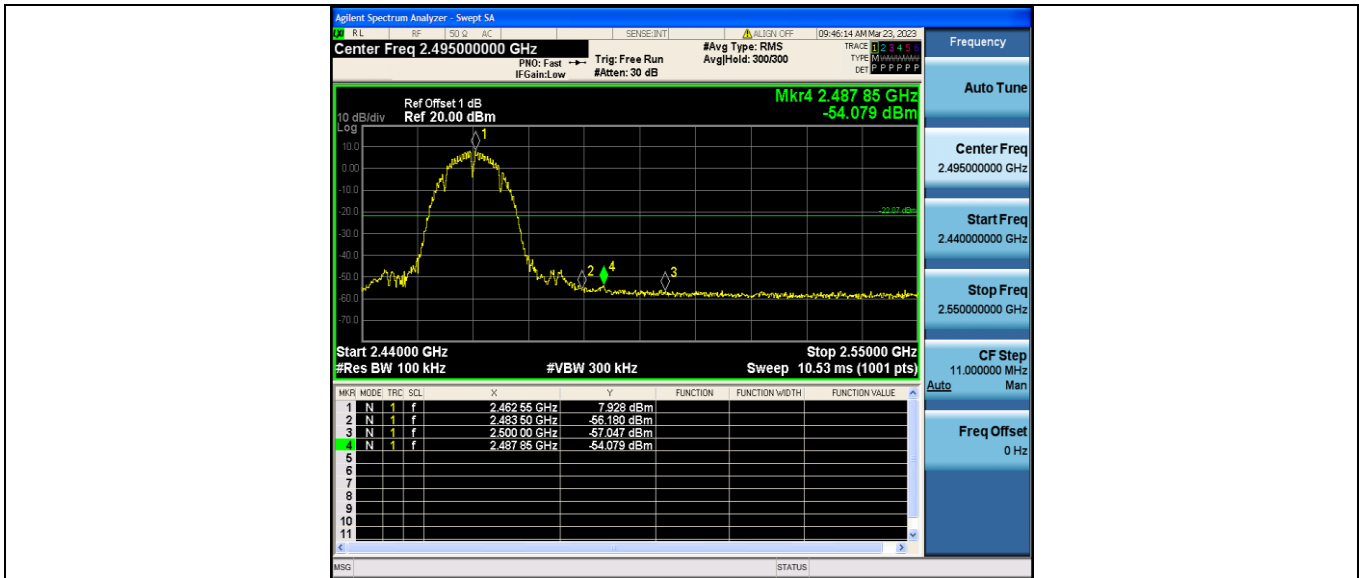 Agilent Spectrum Analyzer - Swept SA
RL RF 50 Ω AC SENSE:INT ALIGN OFF 09:46:14 AM Mar 23, 2023
Center Freq 2.495000000 GHz
PNO: Fast
IFGain:Low
Trig: Free Run
#Atten: 30 dB
#Avg Type: RMS
Avg|Hold: 300/300
TRACE 1 2 3 4 5 6
TYPE M
DET P P P P P P
Mkr4 2.487 85 GHz
-54.079 dBm
Ref Offset 1 dB
10 dB/div Ref 20.00 dBm
Log
10.0
0.00
-10.0
-20.0
-30.0
-40.0
-50.0
-60.0
-70.0
1
2
4
3
-22.07 dBm
Start 2.44000 GHz Stop 2.55000 GHz
#Res BW 100 kHz #VBW 300 kHz Sweep 10.53 ms (1001 pts)
MKR MODE TRC SCL X Y FUNCTION FUNCTION WIDTH FUNCTION VALUE
1 N 1 f 2.462 55 GHz 7.928 dBm
2 N 1 f 2.483 50 GHz -56.180 dBm
3 N 1 f 2.500 00 GHz -57.047 dBm
4 N 1 f 2.487 85 GHz -54.079 dBm
5
6
7
8
9
10
11
MSG STATUS
Frequency
Auto Tune
Center Freq
2.495000000 GHz
Start Freq
2.440000000 GHz
Stop Freq
2.550000000 GHz
CF Step
11.000000 MHz
Auto Man
Freq Offset
0 Hz